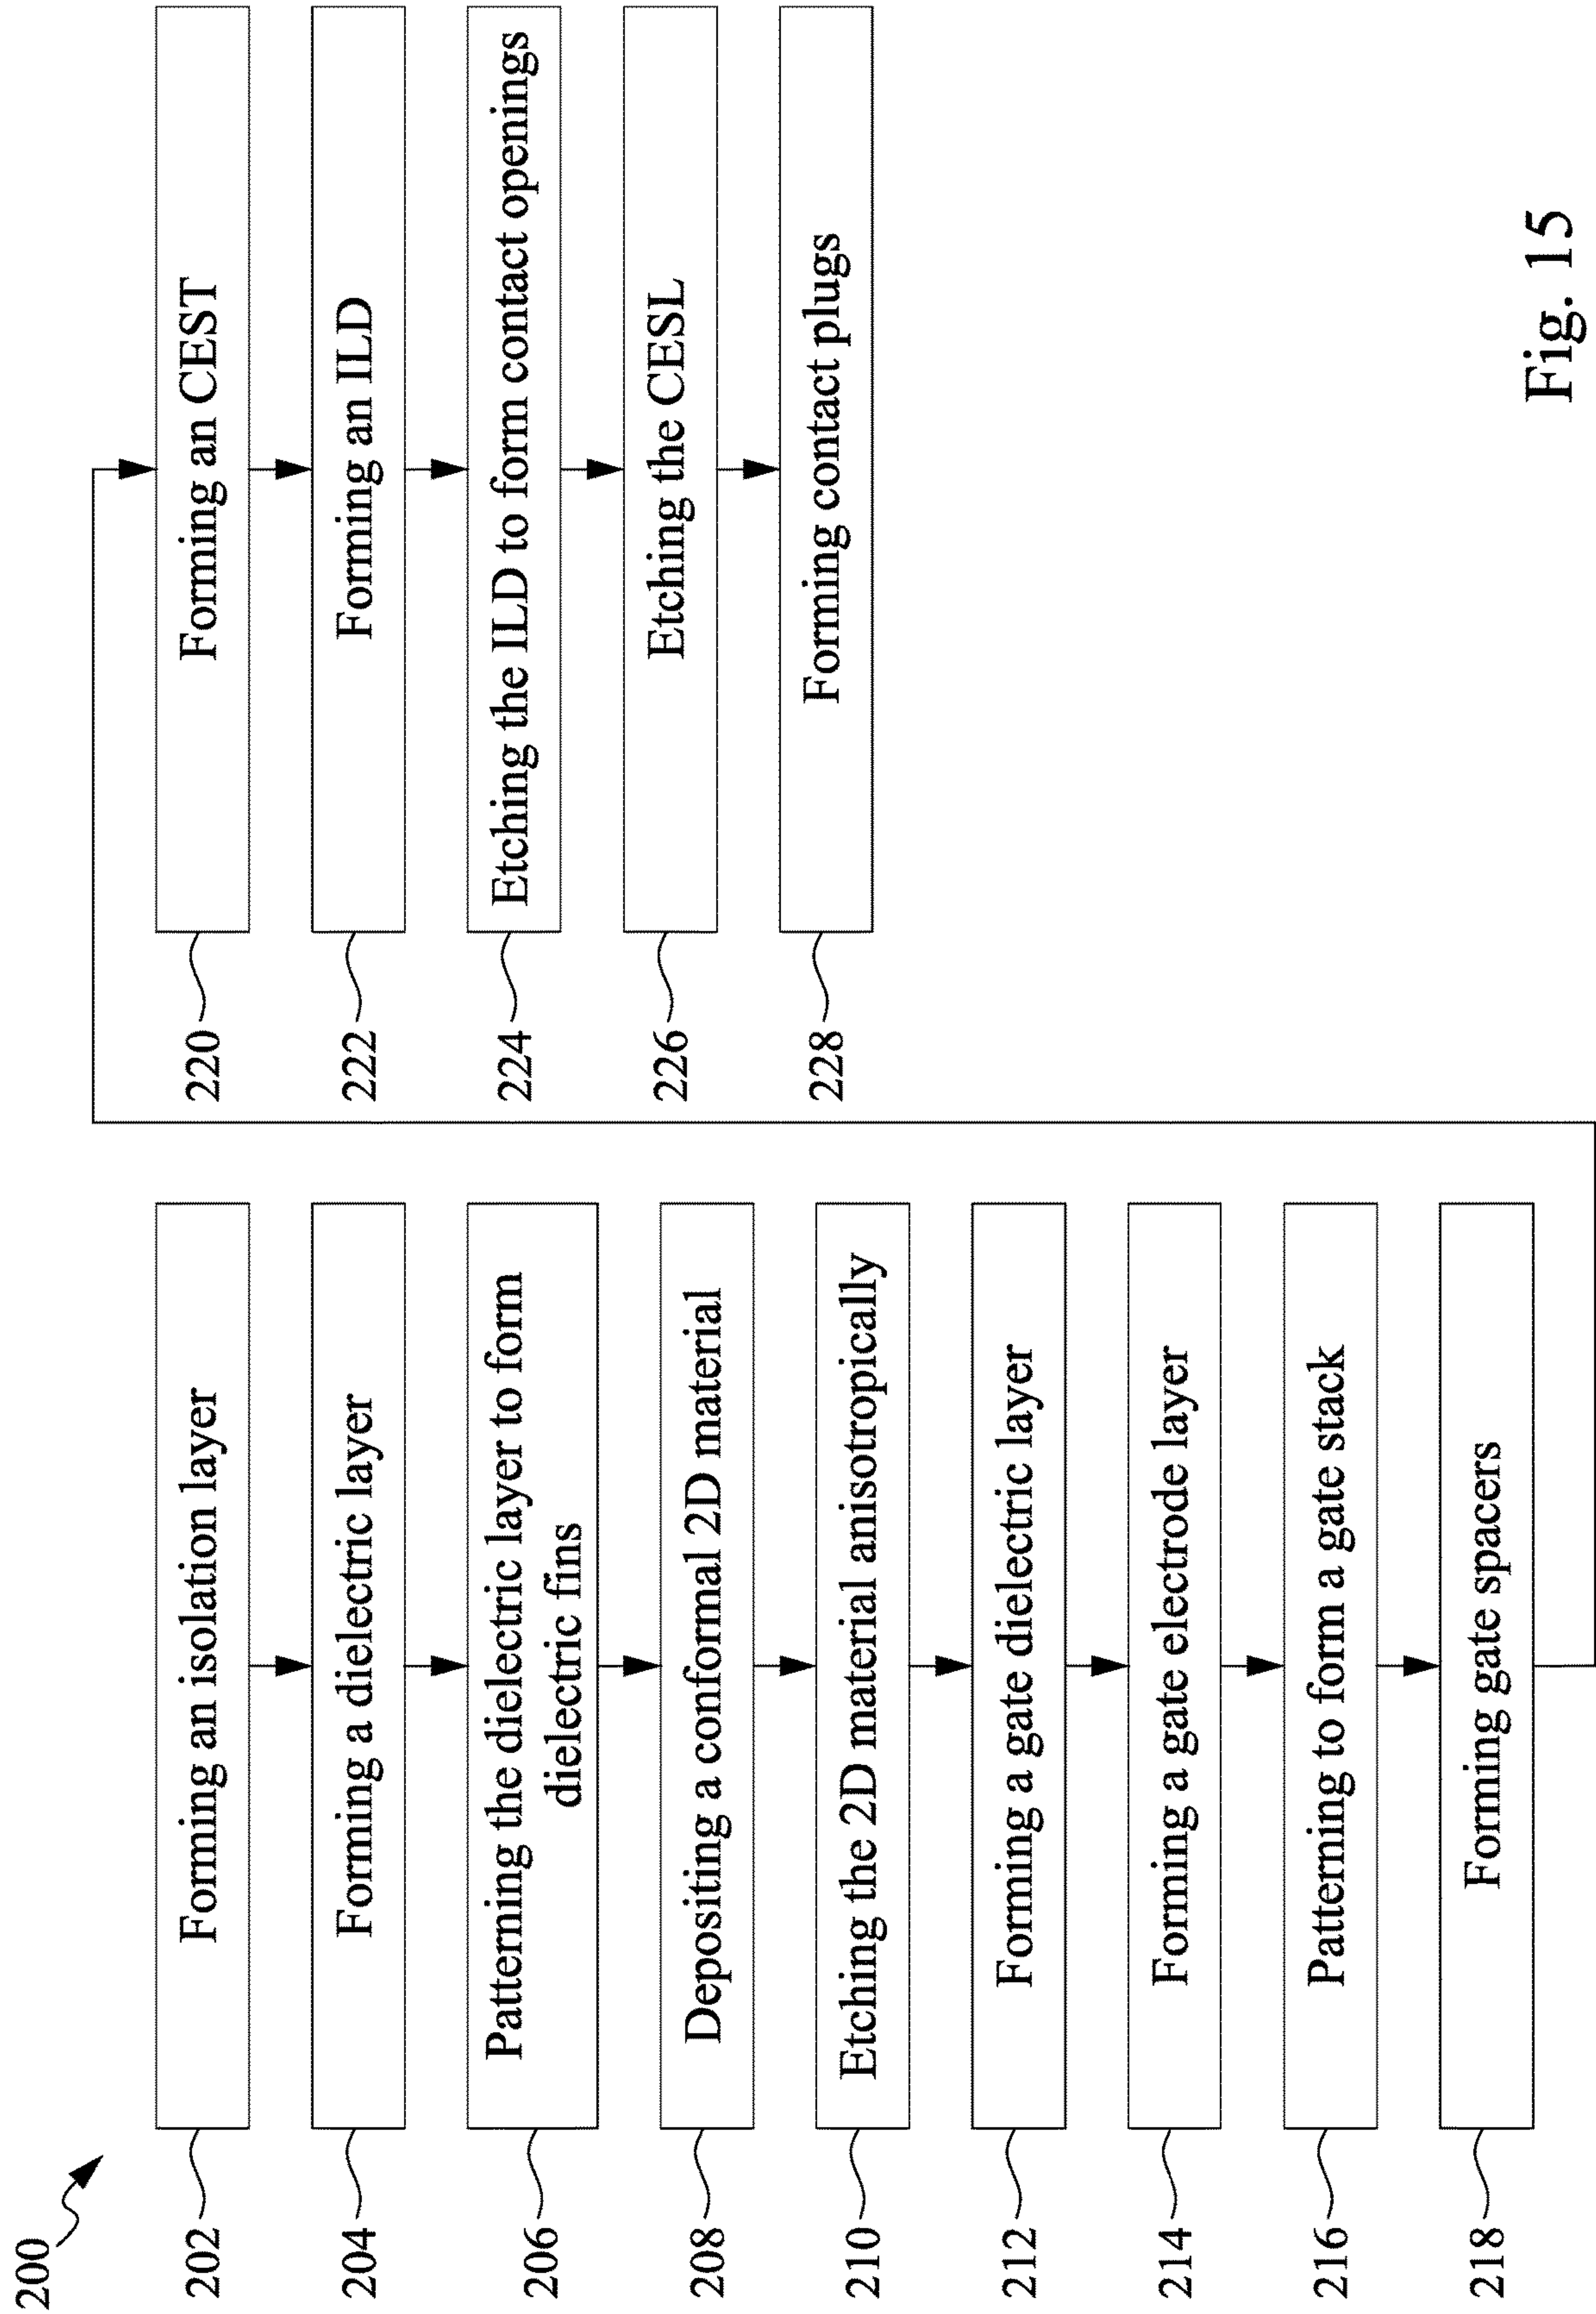 200
202
Forming an isolation layer
204
Forming a dielectric layer
206
Patterning the dielectric layer to form
dielectric fins
208
Depositing a conformal 2D material
210
Etching the 2D material anisotropically
212
Forming a gate dielectric layer
214
Forming a gate electrode layer
216
Patterning to form a gate stack
218
Forming gate spacers
220
Forming an CEST
222
Forming an ILD
224
Etching the ILD to form contact openings
226
Etching the CESL
228
Forming contact plugs
Fig. 15